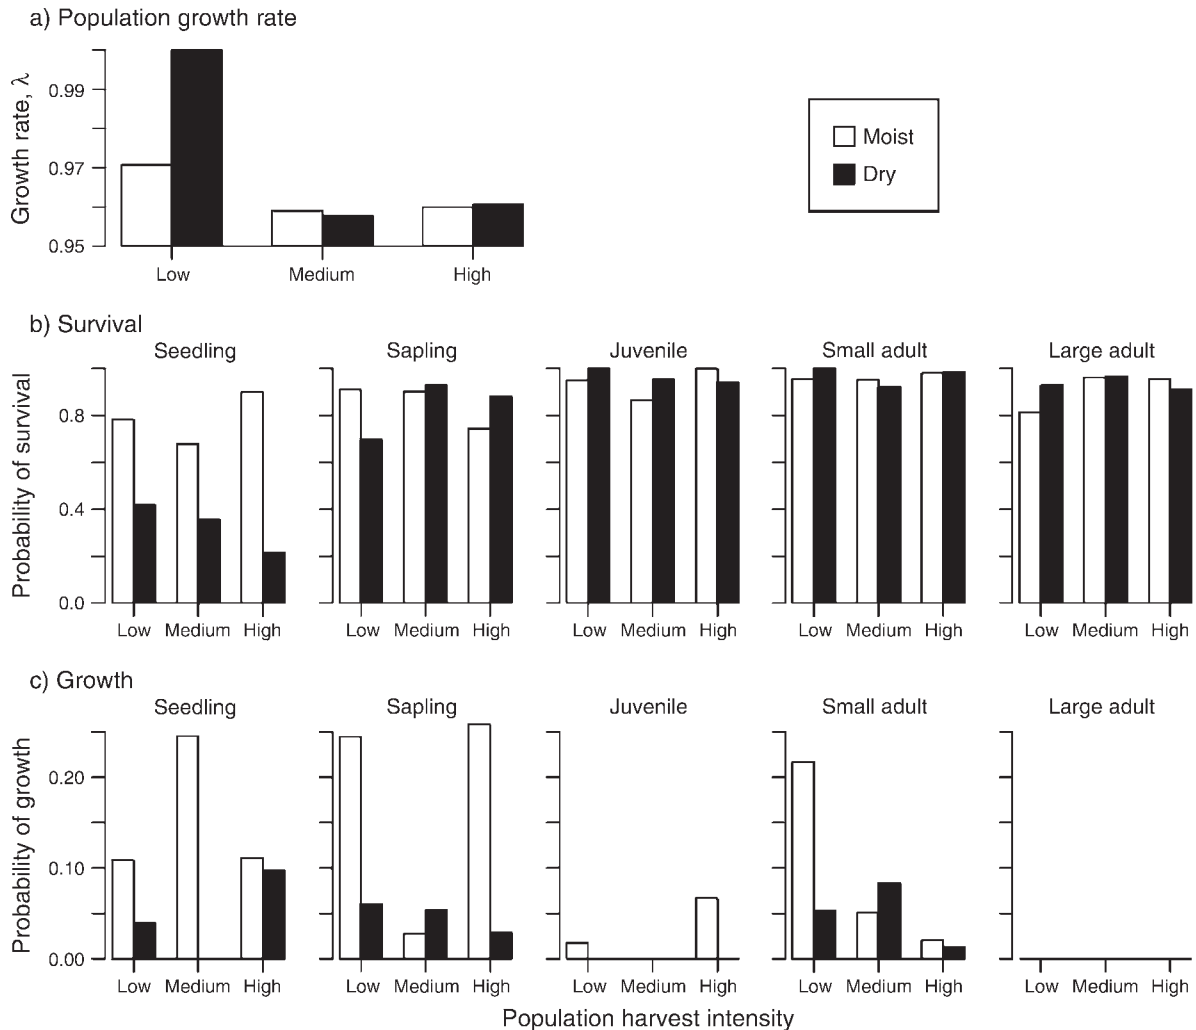 a) Population growth rate
Growth rate, λ
0.99
0.97
0.95
Low Medium High
Moist
Dry
b) Survival
Seedling Sapling Juvenile Small adult Large adult
Probability of survival
0.8
0.4
0.0
Low Medium High Low Medium High Low Medium High Low Medium High Low Medium High
c) Growth
Seedling Sapling Juvenile Small adult Large adult
Probability of growth
0.20
0.10
0.00
Low Medium High Low Medium High Low Medium High Low Medium High Low Medium High
Population harvest intensity